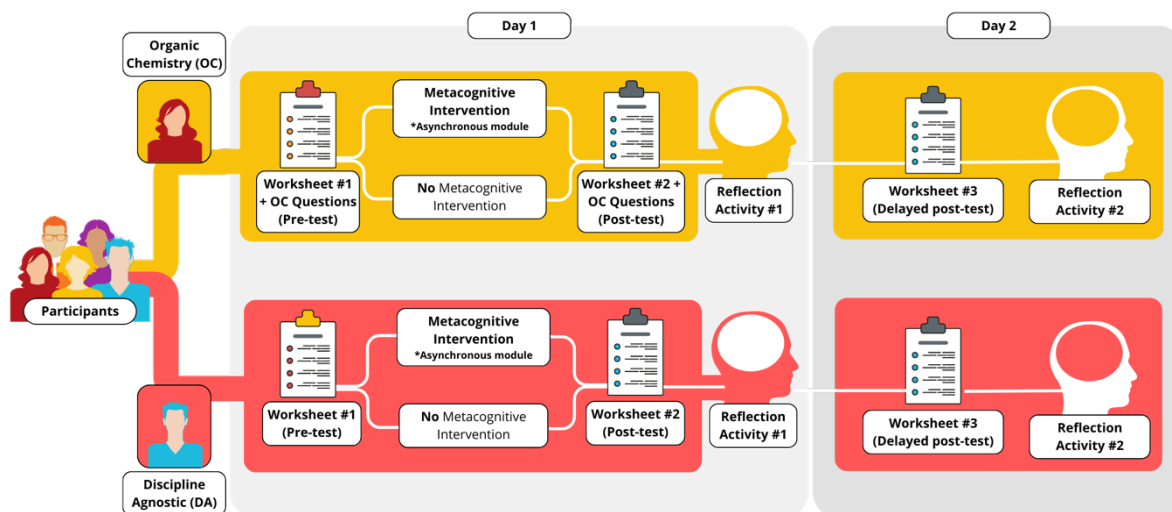 Day 1
Day 2
Organic
Chemistry (OC)
Metacognitive
Intervention
*Asynchronous module
No Metacognitive
Intervention
Worksheet #1
+ OC Questions
(Pre-test)
Worksheet #2 +
OC Questions
(Post-test)
Reflection
Activity #1
Worksheet #3
(Delayed post-test)
Reflection
Activity #2
Participants
Metacognitive
Intervention
*Asynchronous module
No Metacognitive
Intervention
Worksheet #1
(Pre-test)
Worksheet #2
(Post-test)
Reflection
Activity #1
Worksheet #3
(Delayed post-test)
Reflection
Activity #2
Discipline
Agnostic (DA)